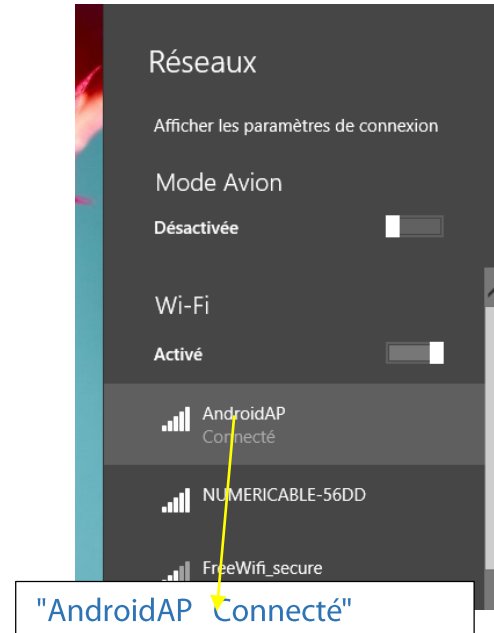 Réseaux
Afficher les paramètres de connexion
Mode Avion
Désactivée
Wi-Fi
Activé
AndroidAP
Connecté
NUMERICABLE-56DD
FreeWifi_secure
"AndroidAP Connecté"